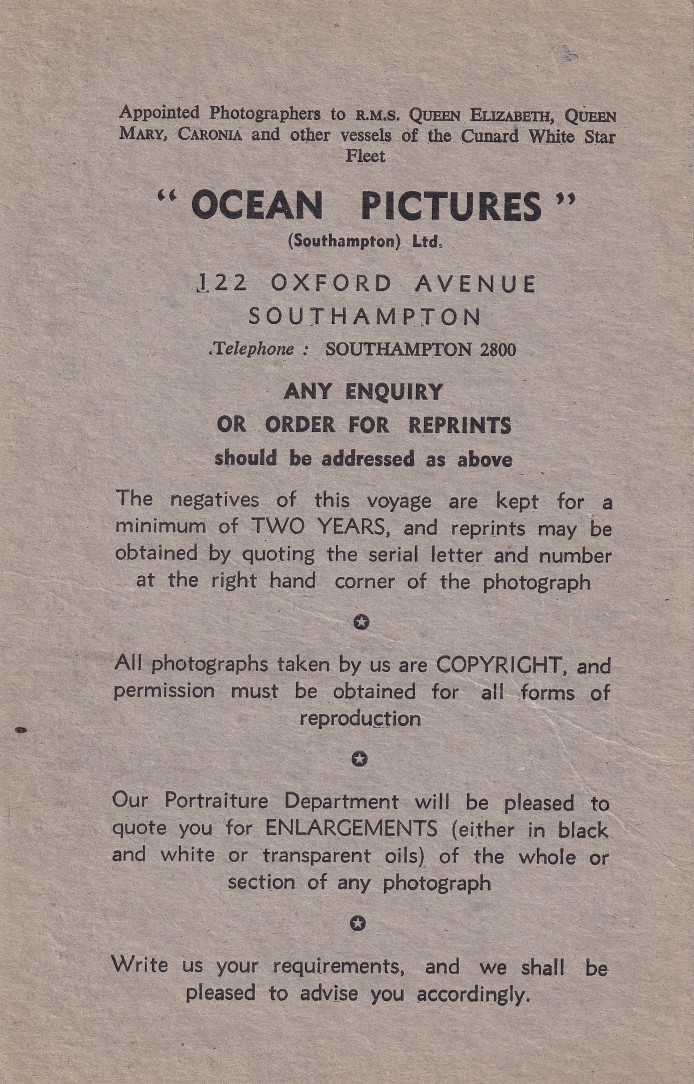 Appointed Photographers to R.M.S. QUEEN ELIZABETH, QUEEN
MARY, CARONIA and other vessels of the Cunard White Star
Fleet
“ OCEAN PICTURES ”
(Southampton) Ltd.
122 OXFORD AVENUE
SOUTHAMPTON
Telephone : SOUTHAMPTON 2800
ANY ENQUIRY
OR ORDER FOR REPRINTS
should be addressed as above
The negatives of this voyage are kept for a
minimum of TWO YEARS, and reprints may be
obtained by quoting the serial letter and number
at the right hand corner of the photograph
All photographs taken by us are COPYRIGHT, and
permission must be obtained for all forms of
reproduction
Our Portraiture Department will be pleased to
quote you for ENLARGEMENTS (either in black
and white or transparent oils) of the whole or
section of any photograph
Write us your requirements, and we shall be
pleased to advise you accordingly.